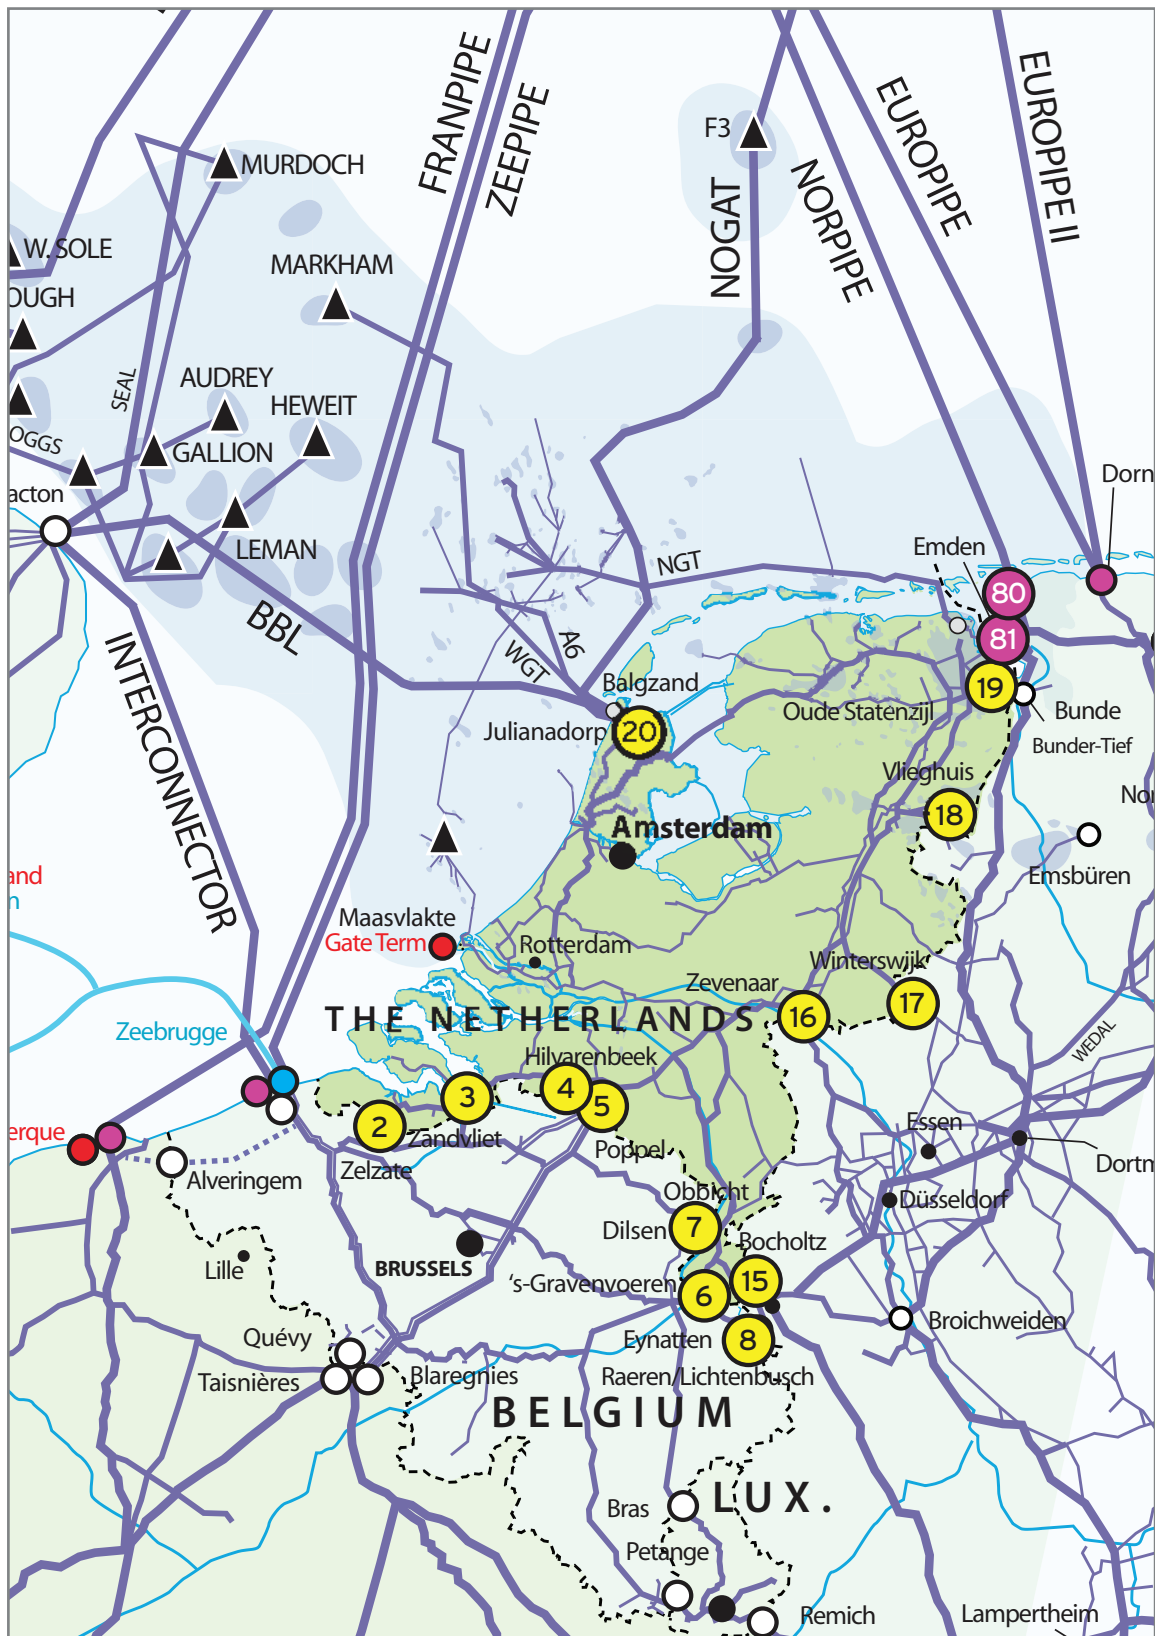 FRANPIPE
ZEEPIPE
F3
EUROPIPE
EUROPIPE II
MURDOCH
NOGAT
NORPIPE
W. SOLE
MARKHAM
OUGH
SEAL
AUDREY
HEWEIT
OGGS
GALLION
acton
Dorn
LEMAN
Emden
NGT
80
BBL
A6
81
INTERCONNECTOR
WGT
Balgzand
19
Julianadorp
20
Oude Statenzijl
Bunde
Bunder-Tief
Vlieghuis
Nor
18
Amsterdam
and
n
Emsbüren
Maasvlakte
Gate Term
Rotterdam
Winterswijk
Zevenaar
17
16
THE NETHERLANDS
Zeebrugge
WEDAL
Hilvarenbeek
4
3
5
2
erque
Zandvliet
Essen
Poppel
Zelzate
Dortm
Alveringem
Obbicht
Düsseldorf
Dilsen
7
Bocholtz
BRUSSELS
Lille
's-Gravenvoeren
15
6
Broichweiden
Quévy
Eynatten
8
Taisnières
Blaregnies
Raeren/Lichtenbusch
BELGIUM
LUX.
Bras
Petange
Remich
Lampertheim